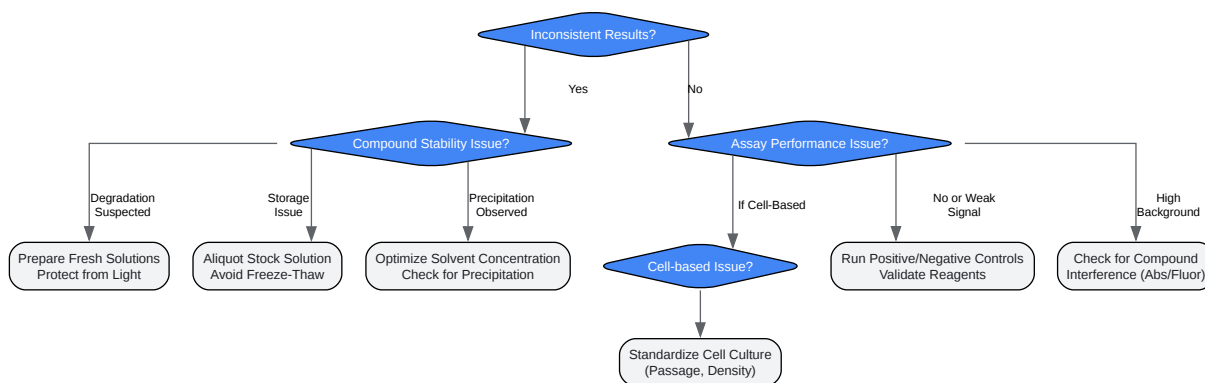 Inconsistent Results?
Yes
No
Compound Stability Issue?
Assay Performance Issue?
Degradation
Suspected
Storage
Issue
Precipitation
Observed
If Cell-Based
No or Weak
Signal
High
Background
Prepare Fresh Solutions
Protect from Light
Aliquot Stock Solution
Avoid Freeze-Thaw
Optimize Solvent Concentration
Check for Precipitation
Cell-based Issue?
Run Positive/Negative Controls
Validate Reagents
Check for Compound
Interference (Abs/Fluor)
Standardize Cell Culture
(Passage, Density)